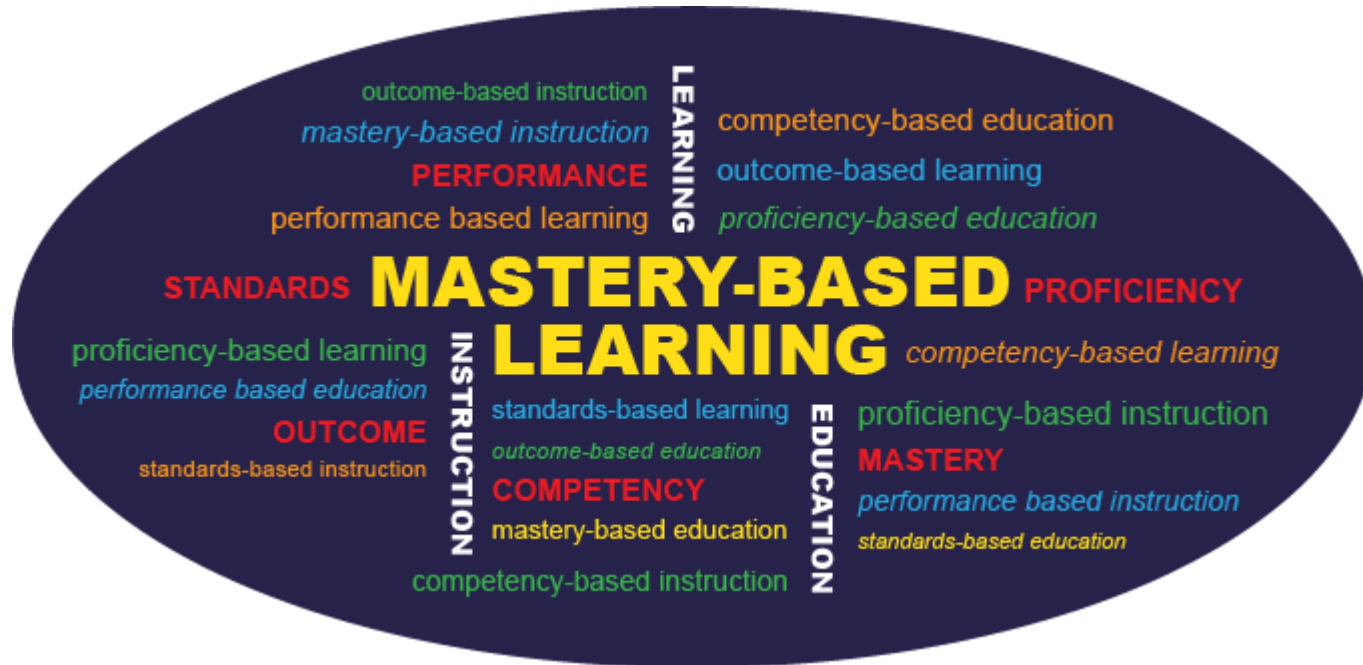 outcome-based instruction
mastery-based instruction
PERFORMANCE
performance based learning
LEARNING
competency-based education
outcome-based learning
proficiency-based education
STANDARDS
MASTERY-BASED
LEARNING
PROFICIENCY
competency-based learning
proficiency-based learning
performance based education
OUTCOME
standards-based instruction
INSTRUCTION
standards-based learning
outcome-based education
COMPETENCY
mastery-based education
competency-based instruction
EDUCATION
proficiency-based instruction
MASTERY
performance based instruction
standards-based education